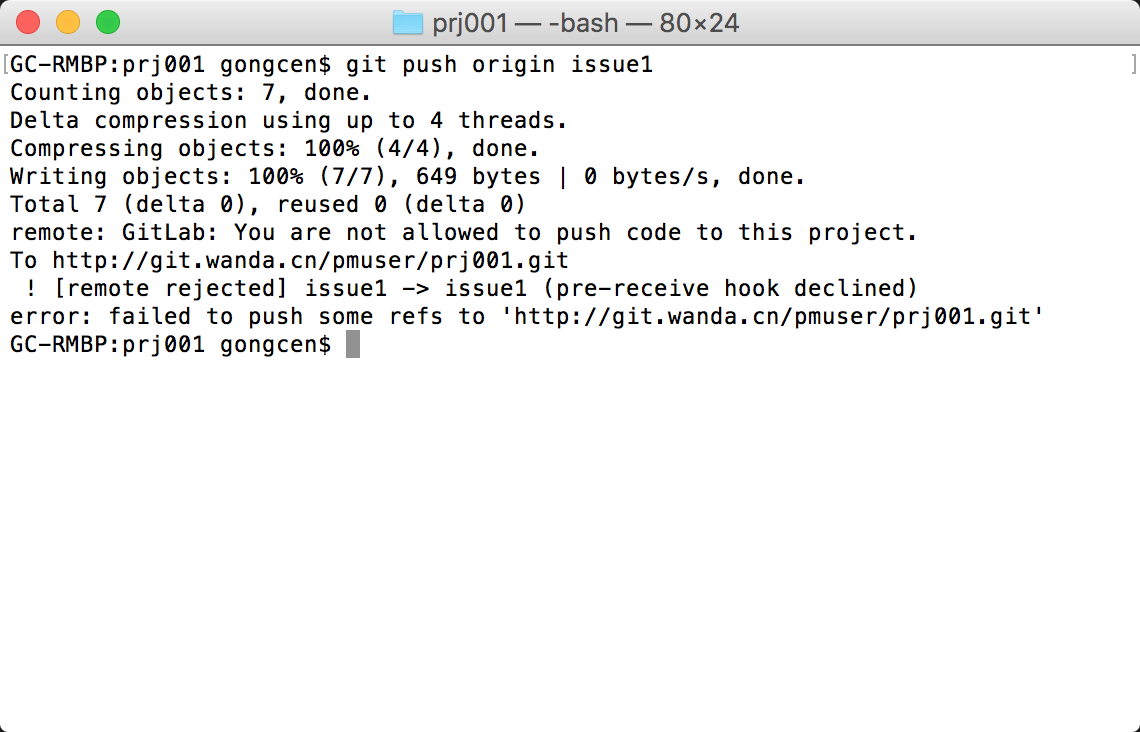 prj001 — -bash — 80×24
[GC-RMBP:prj001 gongcen$ git push origin issue1 ]
Counting objects: 7, done.
Delta compression using up to 4 threads.
Compressing objects: 100% (4/4), done.
Writing objects: 100% (7/7), 649 bytes | 0 bytes/s, done.
Total 7 (delta 0), reused 0 (delta 0)
remote: GitLab: You are not allowed to push code to this project.
To http://git.wanda.cn/pmuser/prj001.git
 ! [remote rejected] issue1 -> issue1 (pre-receive hook declined)
error: failed to push some refs to 'http://git.wanda.cn/pmuser/prj001.git'
GC-RMBP:prj001 gongcen$